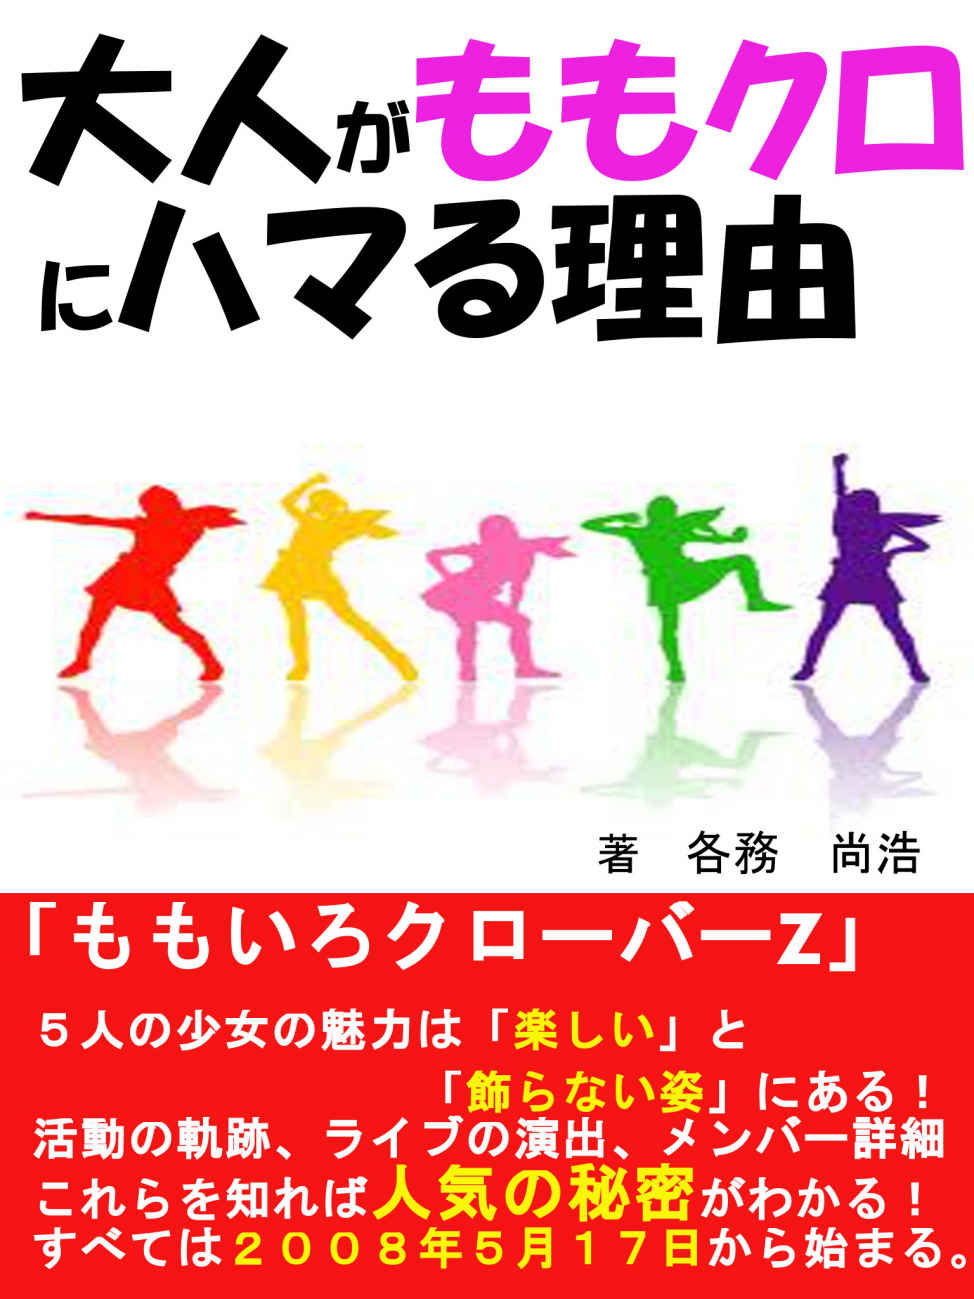 大人がももクロ
にハマる理由
著　各務　尚浩
「ももいろクローバーZ」
５人の少女の魅力は「楽しい」と
「飾らない姿」にある！
活動の軌跡、ライブの演出、メンバー詳細
これらを知れば人気の秘密がわかる！
すべては２００８年５月１７日から始まる。